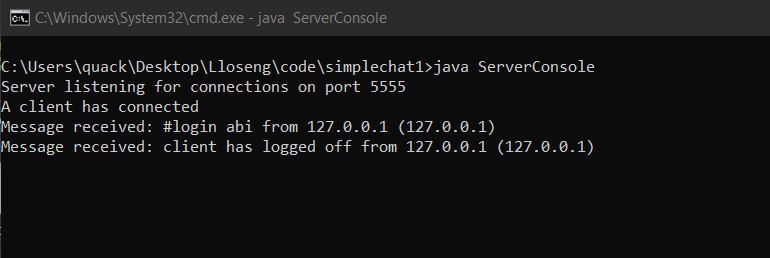 C:\Windows\System32\cmd.exe - java  ServerConsole
C:\Users\quack\Desktop\Lloseng\code\simplechat1>java ServerConsole
Server listening for connections on port 5555
A client has connected
Message received: #login abi from 127.0.0.1 (127.0.0.1)
Message received: client has logged off from 127.0.0.1 (127.0.0.1)